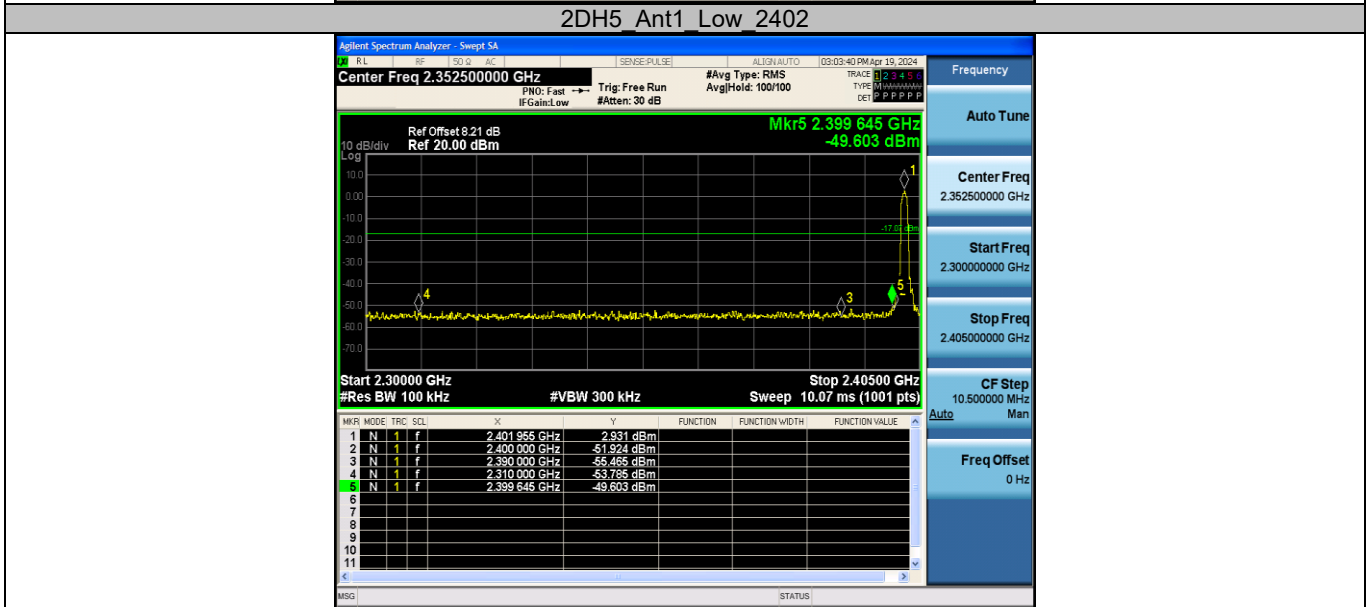 2DH5_Ant1_Low_2402
Agilent Spectrum Analyzer - Swept SA
LXI RL RF 50 Ω AC SENSE:PULSE ALIGN AUTO 03:03:40 PM Apr 19, 2024
Center Freq 2.352500000 GHz
PNO: Fast
IFGain:Low
Trig: Free Run
#Atten: 30 dB
#Avg Type: RMS
Avg|Hold: 100/100
TRACE 1 2 3 4 5 6
TYPE M
DET P P P P P P
Mkr5 2.399 645 GHz
-49.603 dBm
Ref Offset 8.21 dB
10 dB/div Ref 20.00 dBm
Log
10.0
0.00
-10.0
-20.0
-30.0
-40.0
-50.0
-60.0
-70.0
-17.07 dBm
1
4
3
5
Start 2.30000 GHz Stop 2.40500 GHz
#Res BW 100 kHz #VBW 300 kHz Sweep 10.07 ms (1001 pts)
MKR MODE TRC SCL X Y FUNCTION FUNCTION WIDTH FUNCTION VALUE
1 N 1 f 2.401 955 GHz 2.931 dBm
2 N 1 f 2.400 000 GHz -51.924 dBm
3 N 1 f 2.390 000 GHz -55.465 dBm
4 N 1 f 2.310 000 GHz -53.785 dBm
5 N 1 f 2.399 645 GHz -49.603 dBm
6
7
8
9
10
11
MSG STATUS
Frequency
Auto Tune
Center Freq
2.352500000 GHz
Start Freq
2.300000000 GHz
Stop Freq
2.405000000 GHz
CF Step
10.500000 MHz
Auto Man
Freq Offset
0 Hz